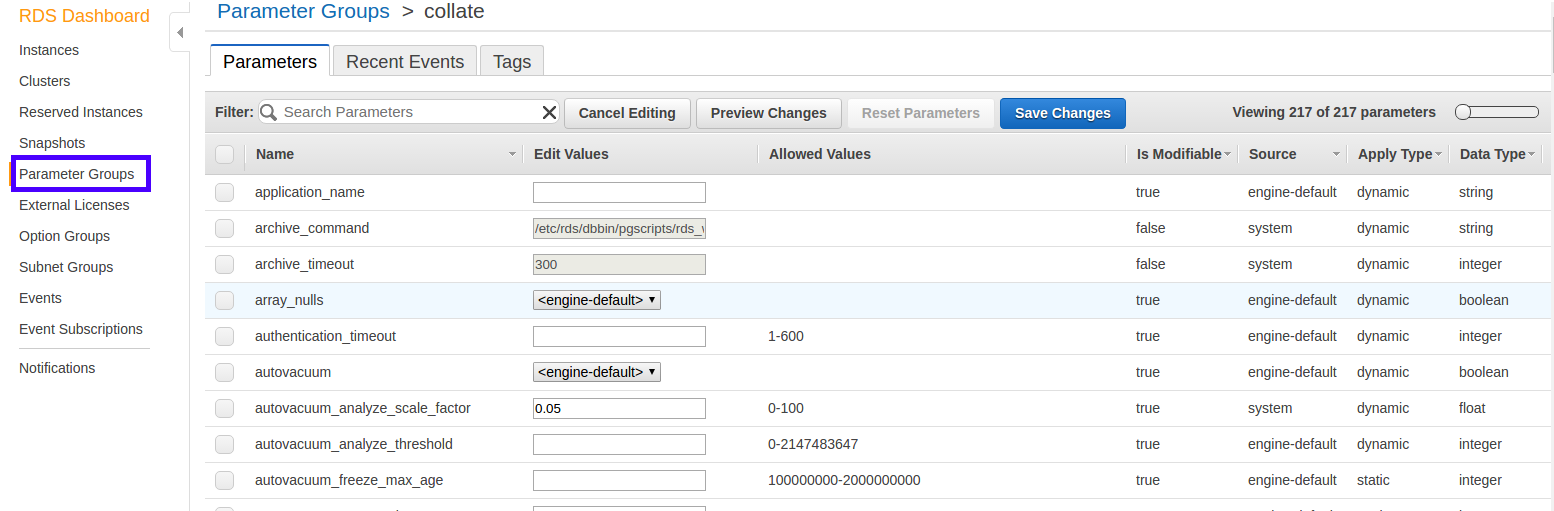 RDS Dashboard
Instances
Clusters
Reserved Instances
Snapshots
Parameter Groups
External Licenses
Option Groups
Subnet Groups
Events
Event Subscriptions
Notifications
Parameter Groups > collate
Parameters Recent Events Tags
Filter: Search Parameters Cancel Editing Preview Changes Reset Parameters Save Changes Viewing 217 of 217 parameters
Name Edit Values Allowed Values Is Modifiable Source Apply Type Data Type
application_name true engine-default dynamic string
archive_command /etc/rds/dbbin/pgscripts/rds_ false system dynamic string
archive_timeout 300 false system dynamic integer
array_nulls <engine-default> true engine-default dynamic boolean
authentication_timeout 1-600 true engine-default dynamic integer
autovacuum <engine-default> true engine-default dynamic boolean
autovacuum_analyze_scale_factor 0.05 0-100 true system dynamic float
autovacuum_analyze_threshold 0-2147483647 true engine-default dynamic integer
autovacuum_freeze_max_age 100000000-2000000000 true engine-default static integer